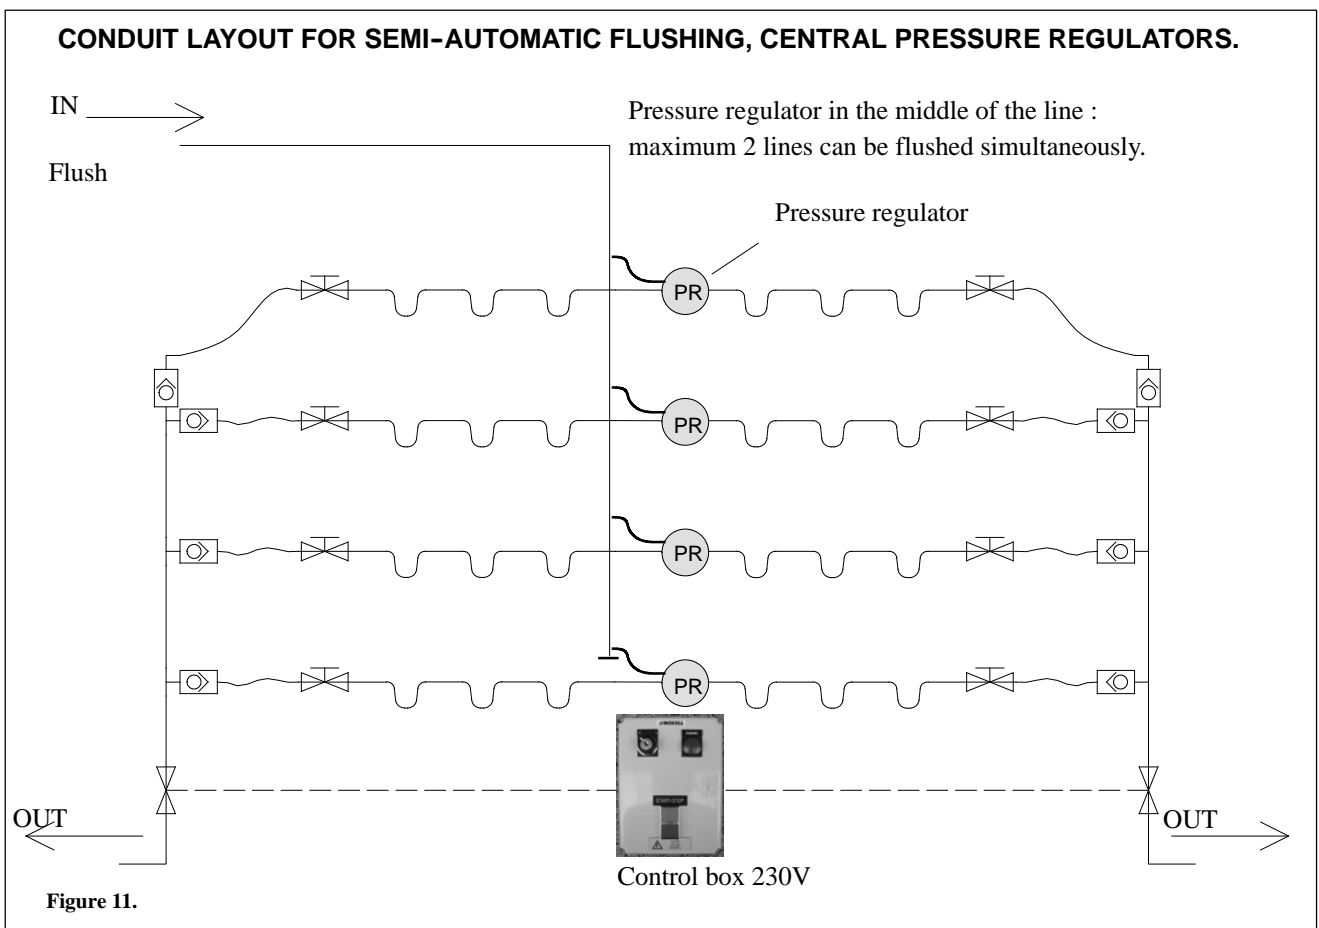 CONDUIT LAYOUT FOR SEMI-AUTOMATIC FLUSHING, CENTRAL PRESSURE REGULATORS.
IN
Pressure regulator in the middle of the line :
maximum 2 lines can be flushed simultaneously.
Flush
Pressure regulator
PR
PR
PR
PR
START/STOP
OUT
OUT
Control box 230V
Figure 11.